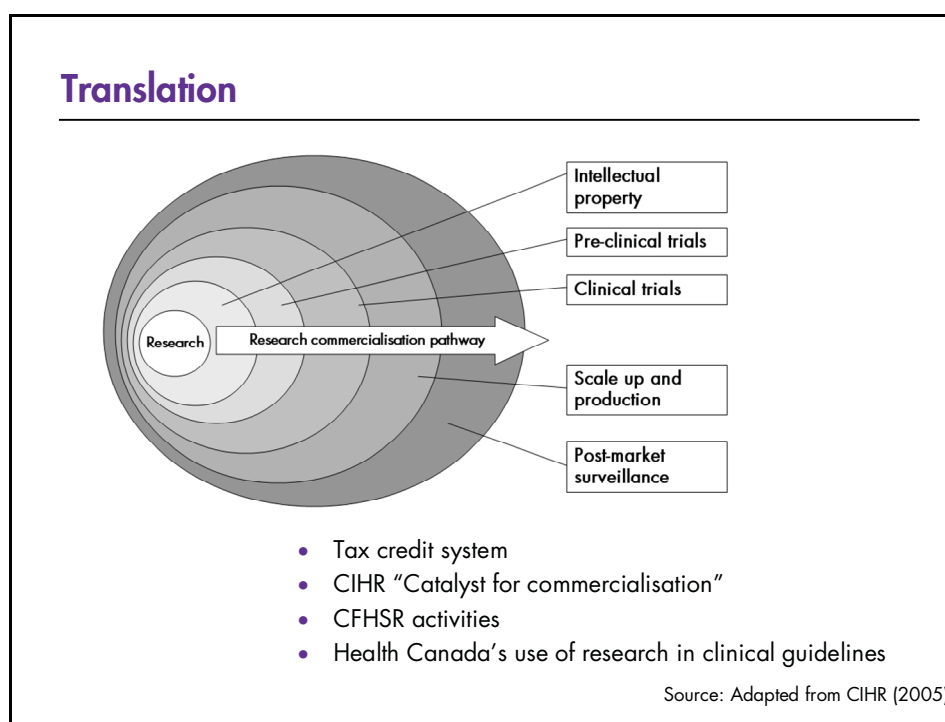 Translation
Intellectual
property
Pre-clinical trials
Clinical trials
Research
Research commercialisation pathway
Scale up and
production
Post-market
surveillance
• Tax credit system
• CIHR “Catalyst for commercialisation”
• CFHSR activities
• Health Canada’s use of research in clinical guidelines
Source: Adapted from CIHR (2005)